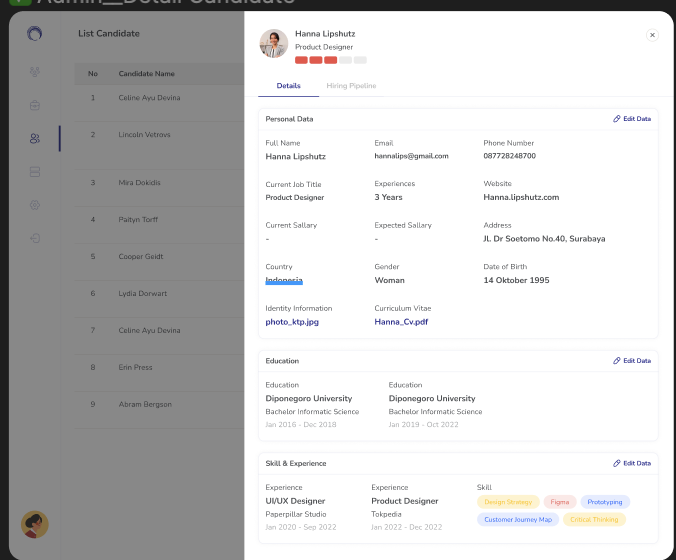 Admin__Detail Candidate
List Candidate
No Candidate Name
1 Celine Ayu Devina
2 Lincoln Vetrovs
3 Mira Dokidis
4 Paityn Torff
5 Cooper Geidt
6 Lydia Dorwart
7 Celine Ayu Devina
8 Erin Press
9 Abram Bergson
Hanna Lipshutz
Product Designer
Details Hiring Pipeline
Personal Data Edit Data
Full Name Email Phone Number
Hanna Lipshutz hannalips@gmail.com 087728248700
Current Job Title Experiences Website
Product Designer 3 Years Hanna.lipshutz.com
Current Sallary Expected Sallary Address
- - JL Dr Soetomo No.40, Surabaya
Country Gender Date of Birth
Indonesia Woman 14 Oktober 1995
Identity Information Curriculum Vitae
photo_ktp.jpg Hanna_Cv.pdf
Education Edit Data
Education Education
Diponegoro University Diponegoro University
Bachelor Informatic Science Bachelor Informatic Science
Jan 2016 - Dec 2018 Jan 2019 - Oct 2022
Skill & Experience Edit Data
Experience Experience Skill
UI/UX Designer Product Designer Design Strategy Figma Prototyping
Paperpillar Studio Tokpedia Customer Journey Map Critical Thinking
Jan 2020 - Sep 2022 Jan 2022 - Dec 2022